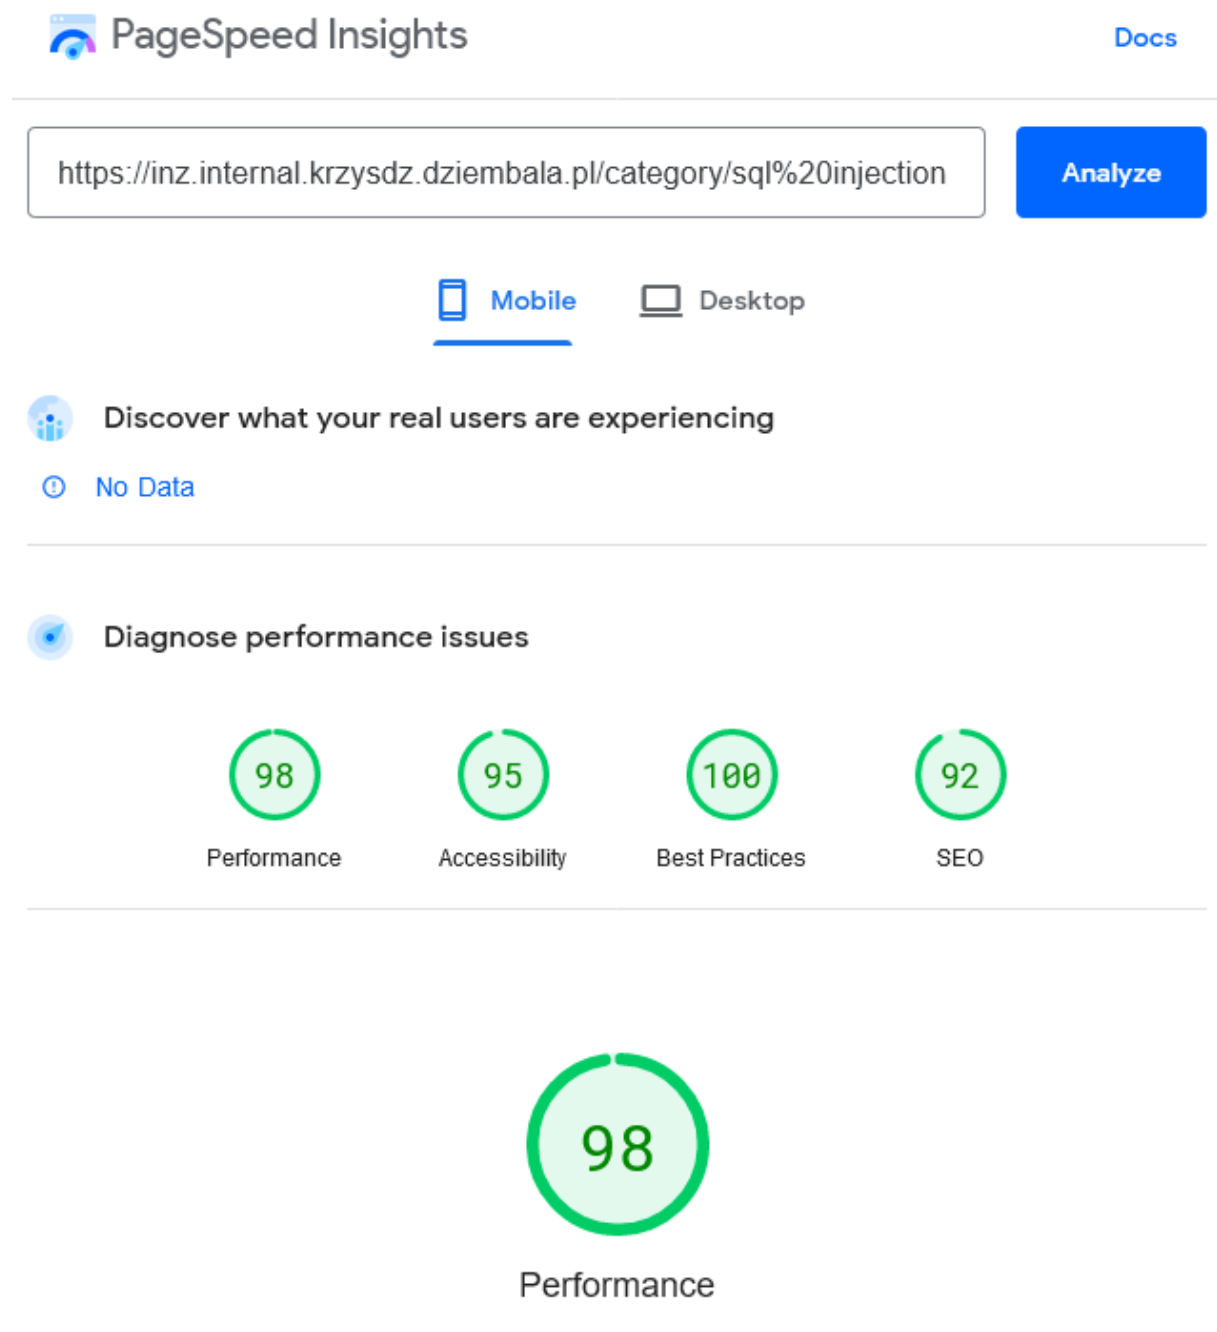 PageSpeed Insights
Docs
https://inz.internal.krzysdz.dziembala.pl/category/sql%20injection
Analyze
Mobile
Desktop
Discover what your real users are experiencing
No Data
Diagnose performance issues
98
95
100
92
Performance
Accessibility
Best Practices
SEO
98
Performance